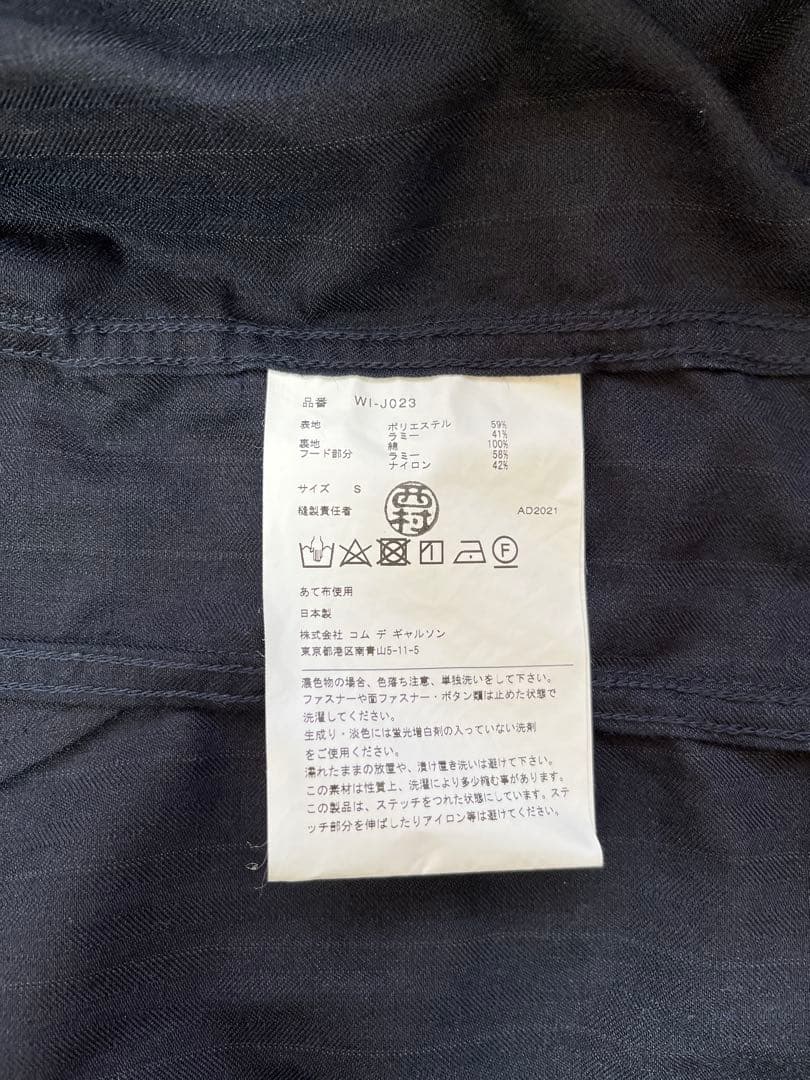 品番 WI-J023
表地 ポリエステル 59%
ラミー 41%
裏地 綿 100%
フード部分 ラミー 58%
ナイロン 42%
サイズ S
縫製責任者 西村 AD2021
F
あて布使用
日本製
株式会社 コム デ ギャルソン
東京都港区南青山5-11-5
濃色物の場合、色落ち注意、単独洗いをして下さい。
ファスナーや面ファスナー・ボタン類は止めた状態で
洗濯してください。
生成り・淡色には蛍光増白剤の入っていない洗剤
をご使用ください。
濡れたままの放置や、漬け置き洗いは避けて下さい。
この素材は性質上、洗濯により多少縮む事があります。
この製品は、ステッチをつれた状態にしています。ステ
ッチ部分を伸ばしたりアイロン等は避けてください。